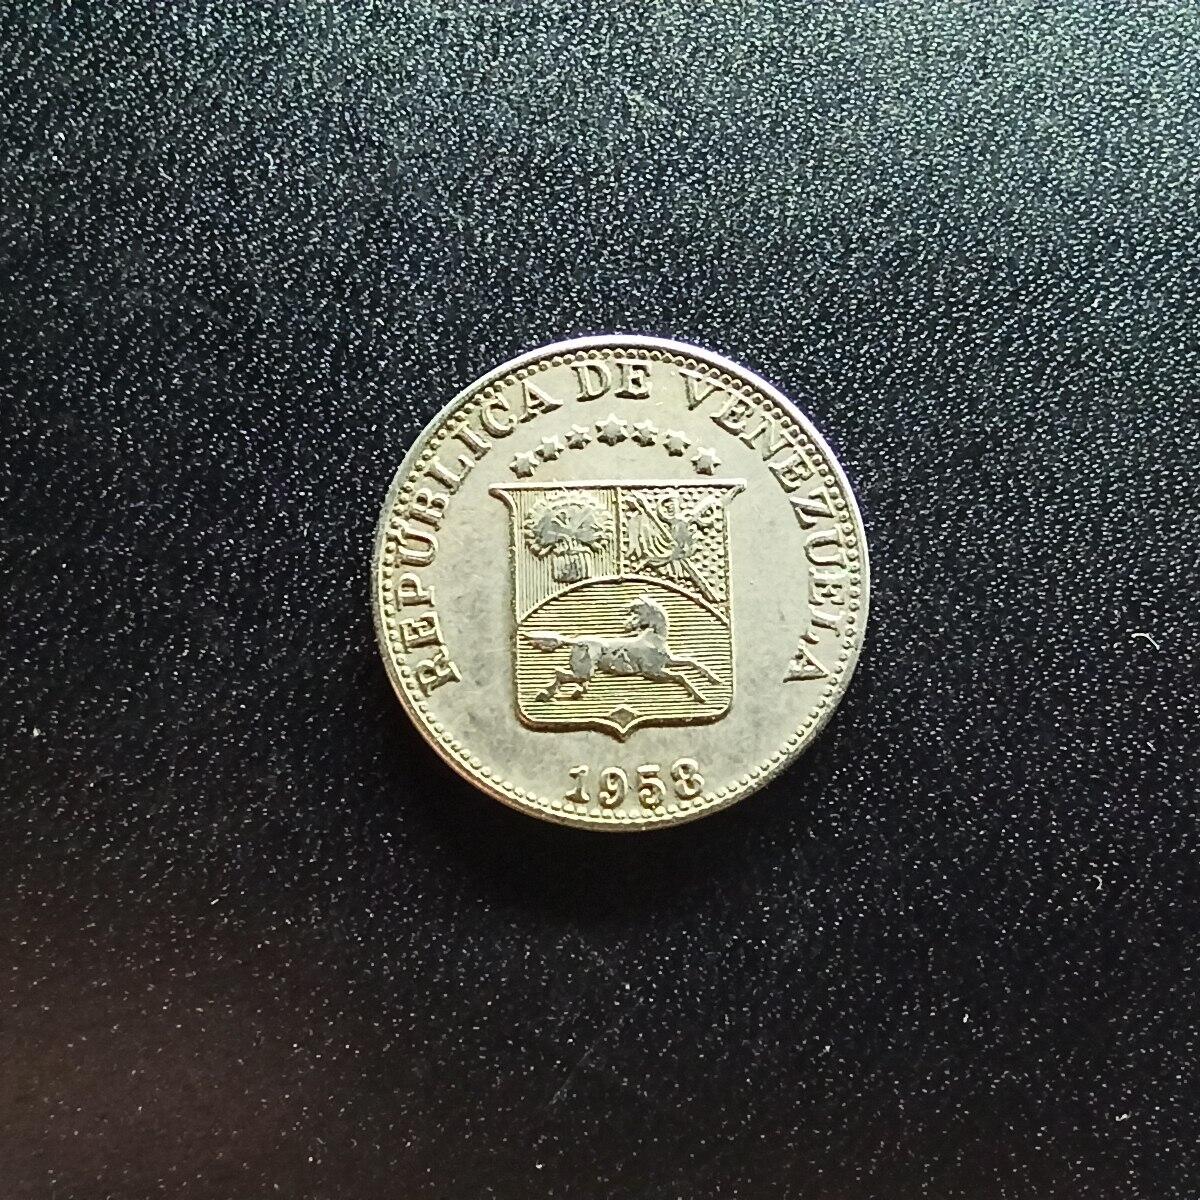 REPÚBLICA DE VENEZUELA
1958